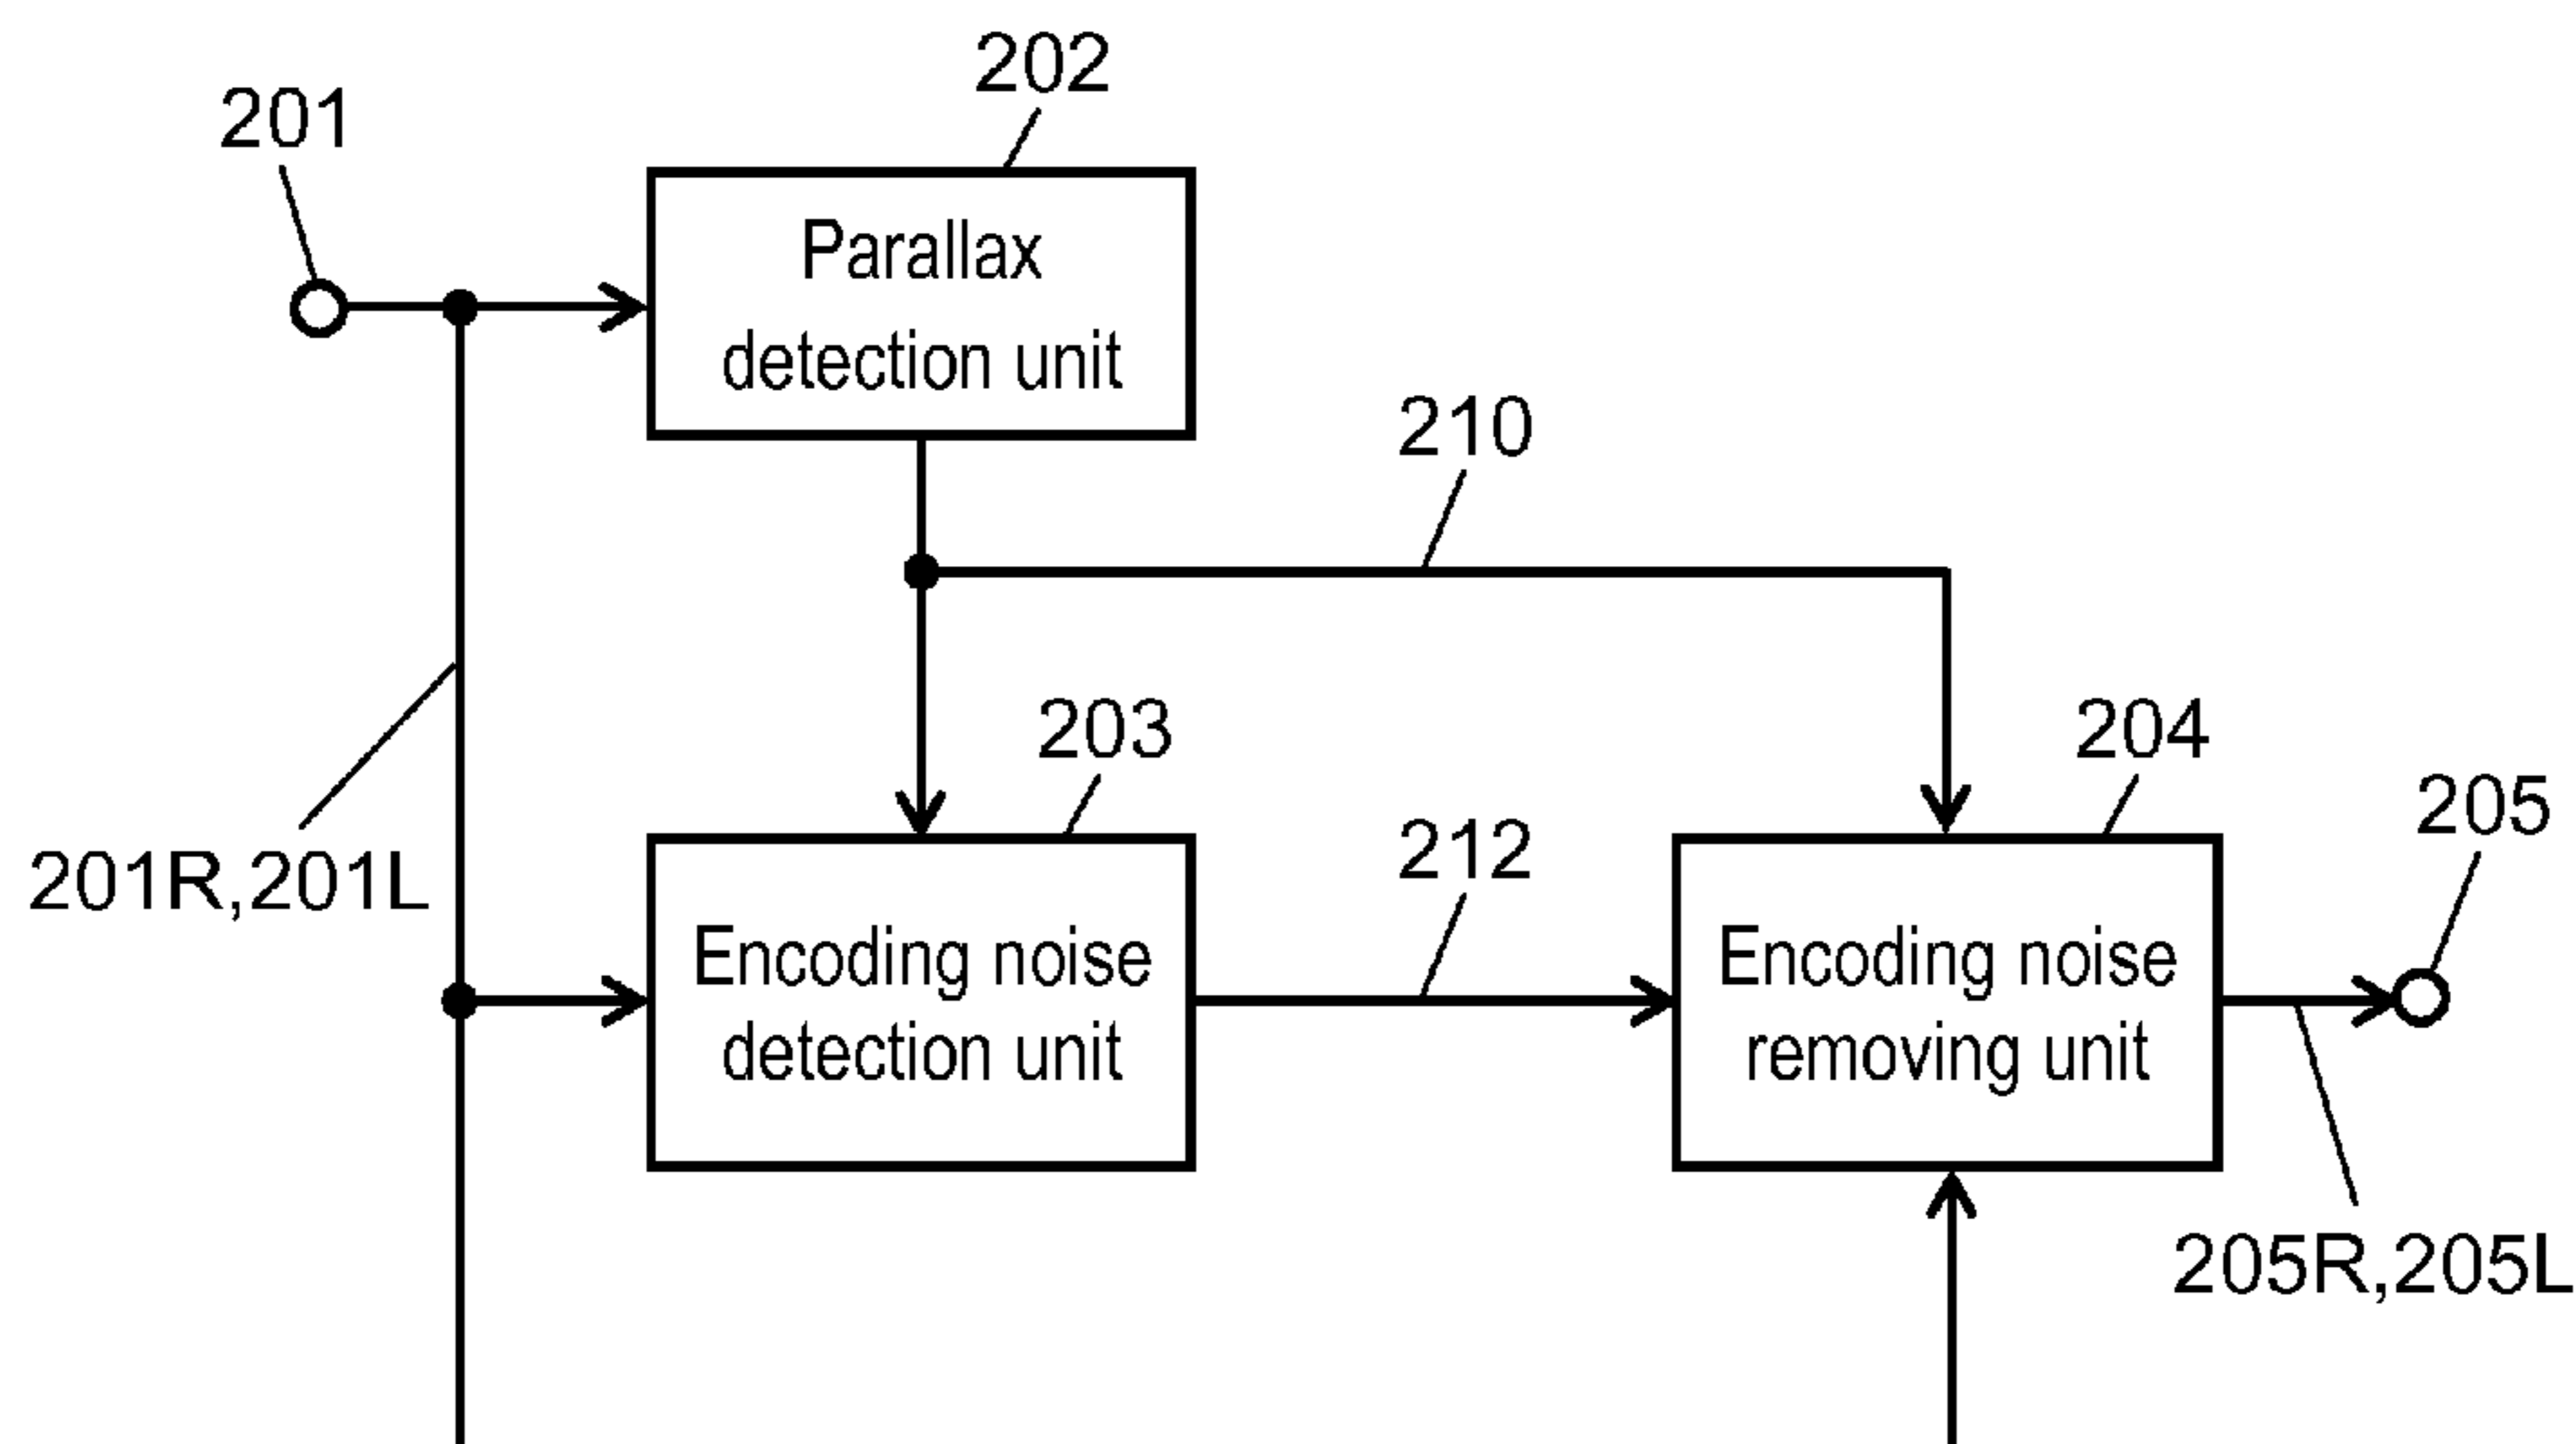 202
201
Parallax
detection unit
210
203
204
205
212
201R,201L
Encoding noise
detection unit
Encoding noise
removing unit
205R,205L